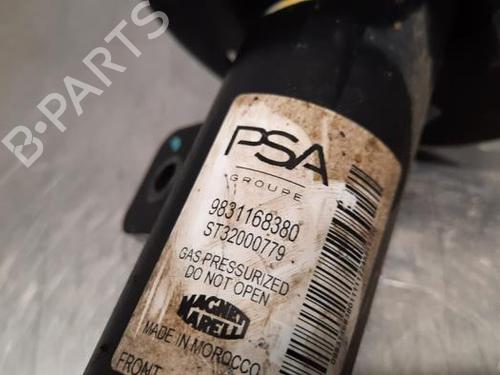 B-PARTS
PSA
GROUPE
9831168380
ST32000779
GAS PRESSURIZED
DO NOT OPEN
MAGNETI
MARELLI
MADE IN MOROCCO
FRONT